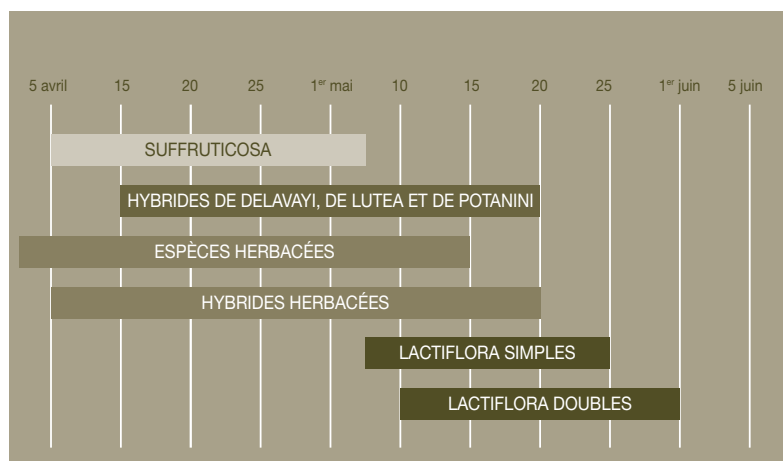 5 avril 15 20 25 1er mai 10 15 20 25 1er juin 5 juin
SUFFRUTICOSA
HYBRIDES DE DELAVAYI, DE LUTEA ET DE POTANINI
ESPÈCES HERBACÉES
HYBRIDES HERBACÉES
LACTIFLORA SIMPLES
LACTIFLORA DOUBLES